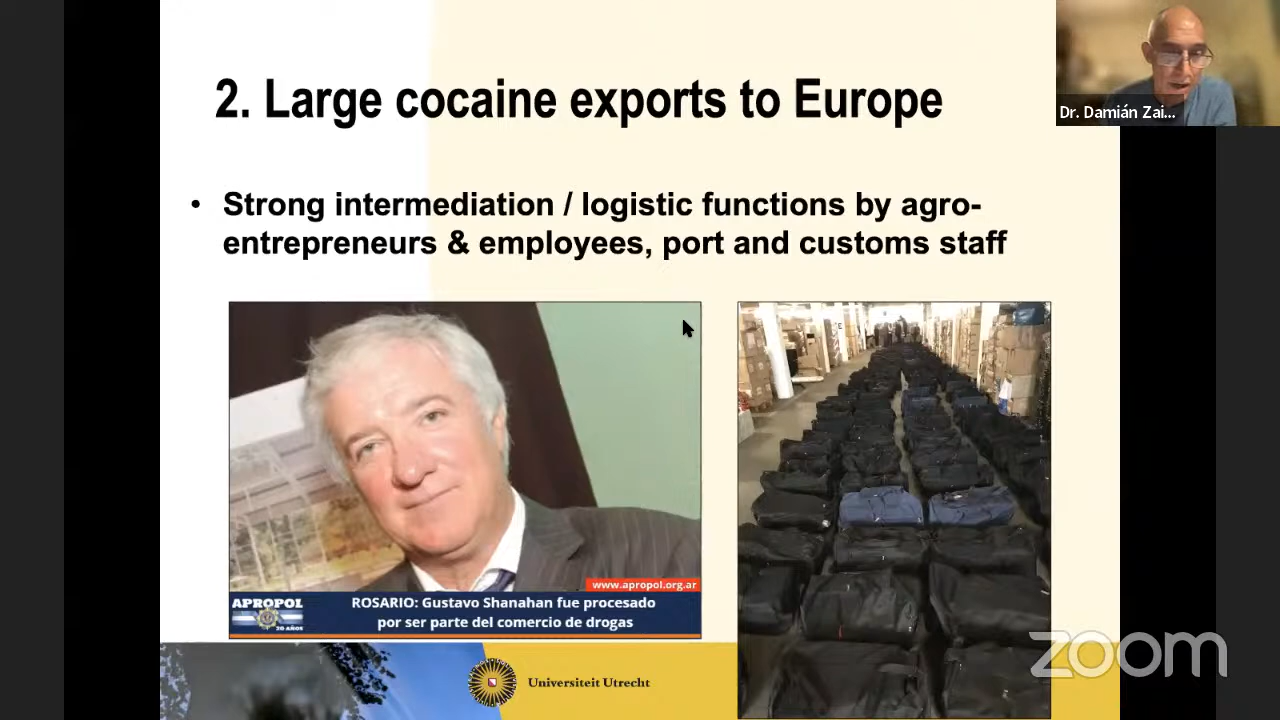 2. Large cocaine exports to Europe
Dr. Damián Zai...
• Strong intermediation / logistic functions by agro-
entrepreneurs & employees, port and customs staff
www.apropol.org.ar
APROPOL
20 AÑOS
ROSARIO: Gustavo Shanahan fue procesado
por ser parte del comercio de drogas
Universiteit Utrecht
zoom